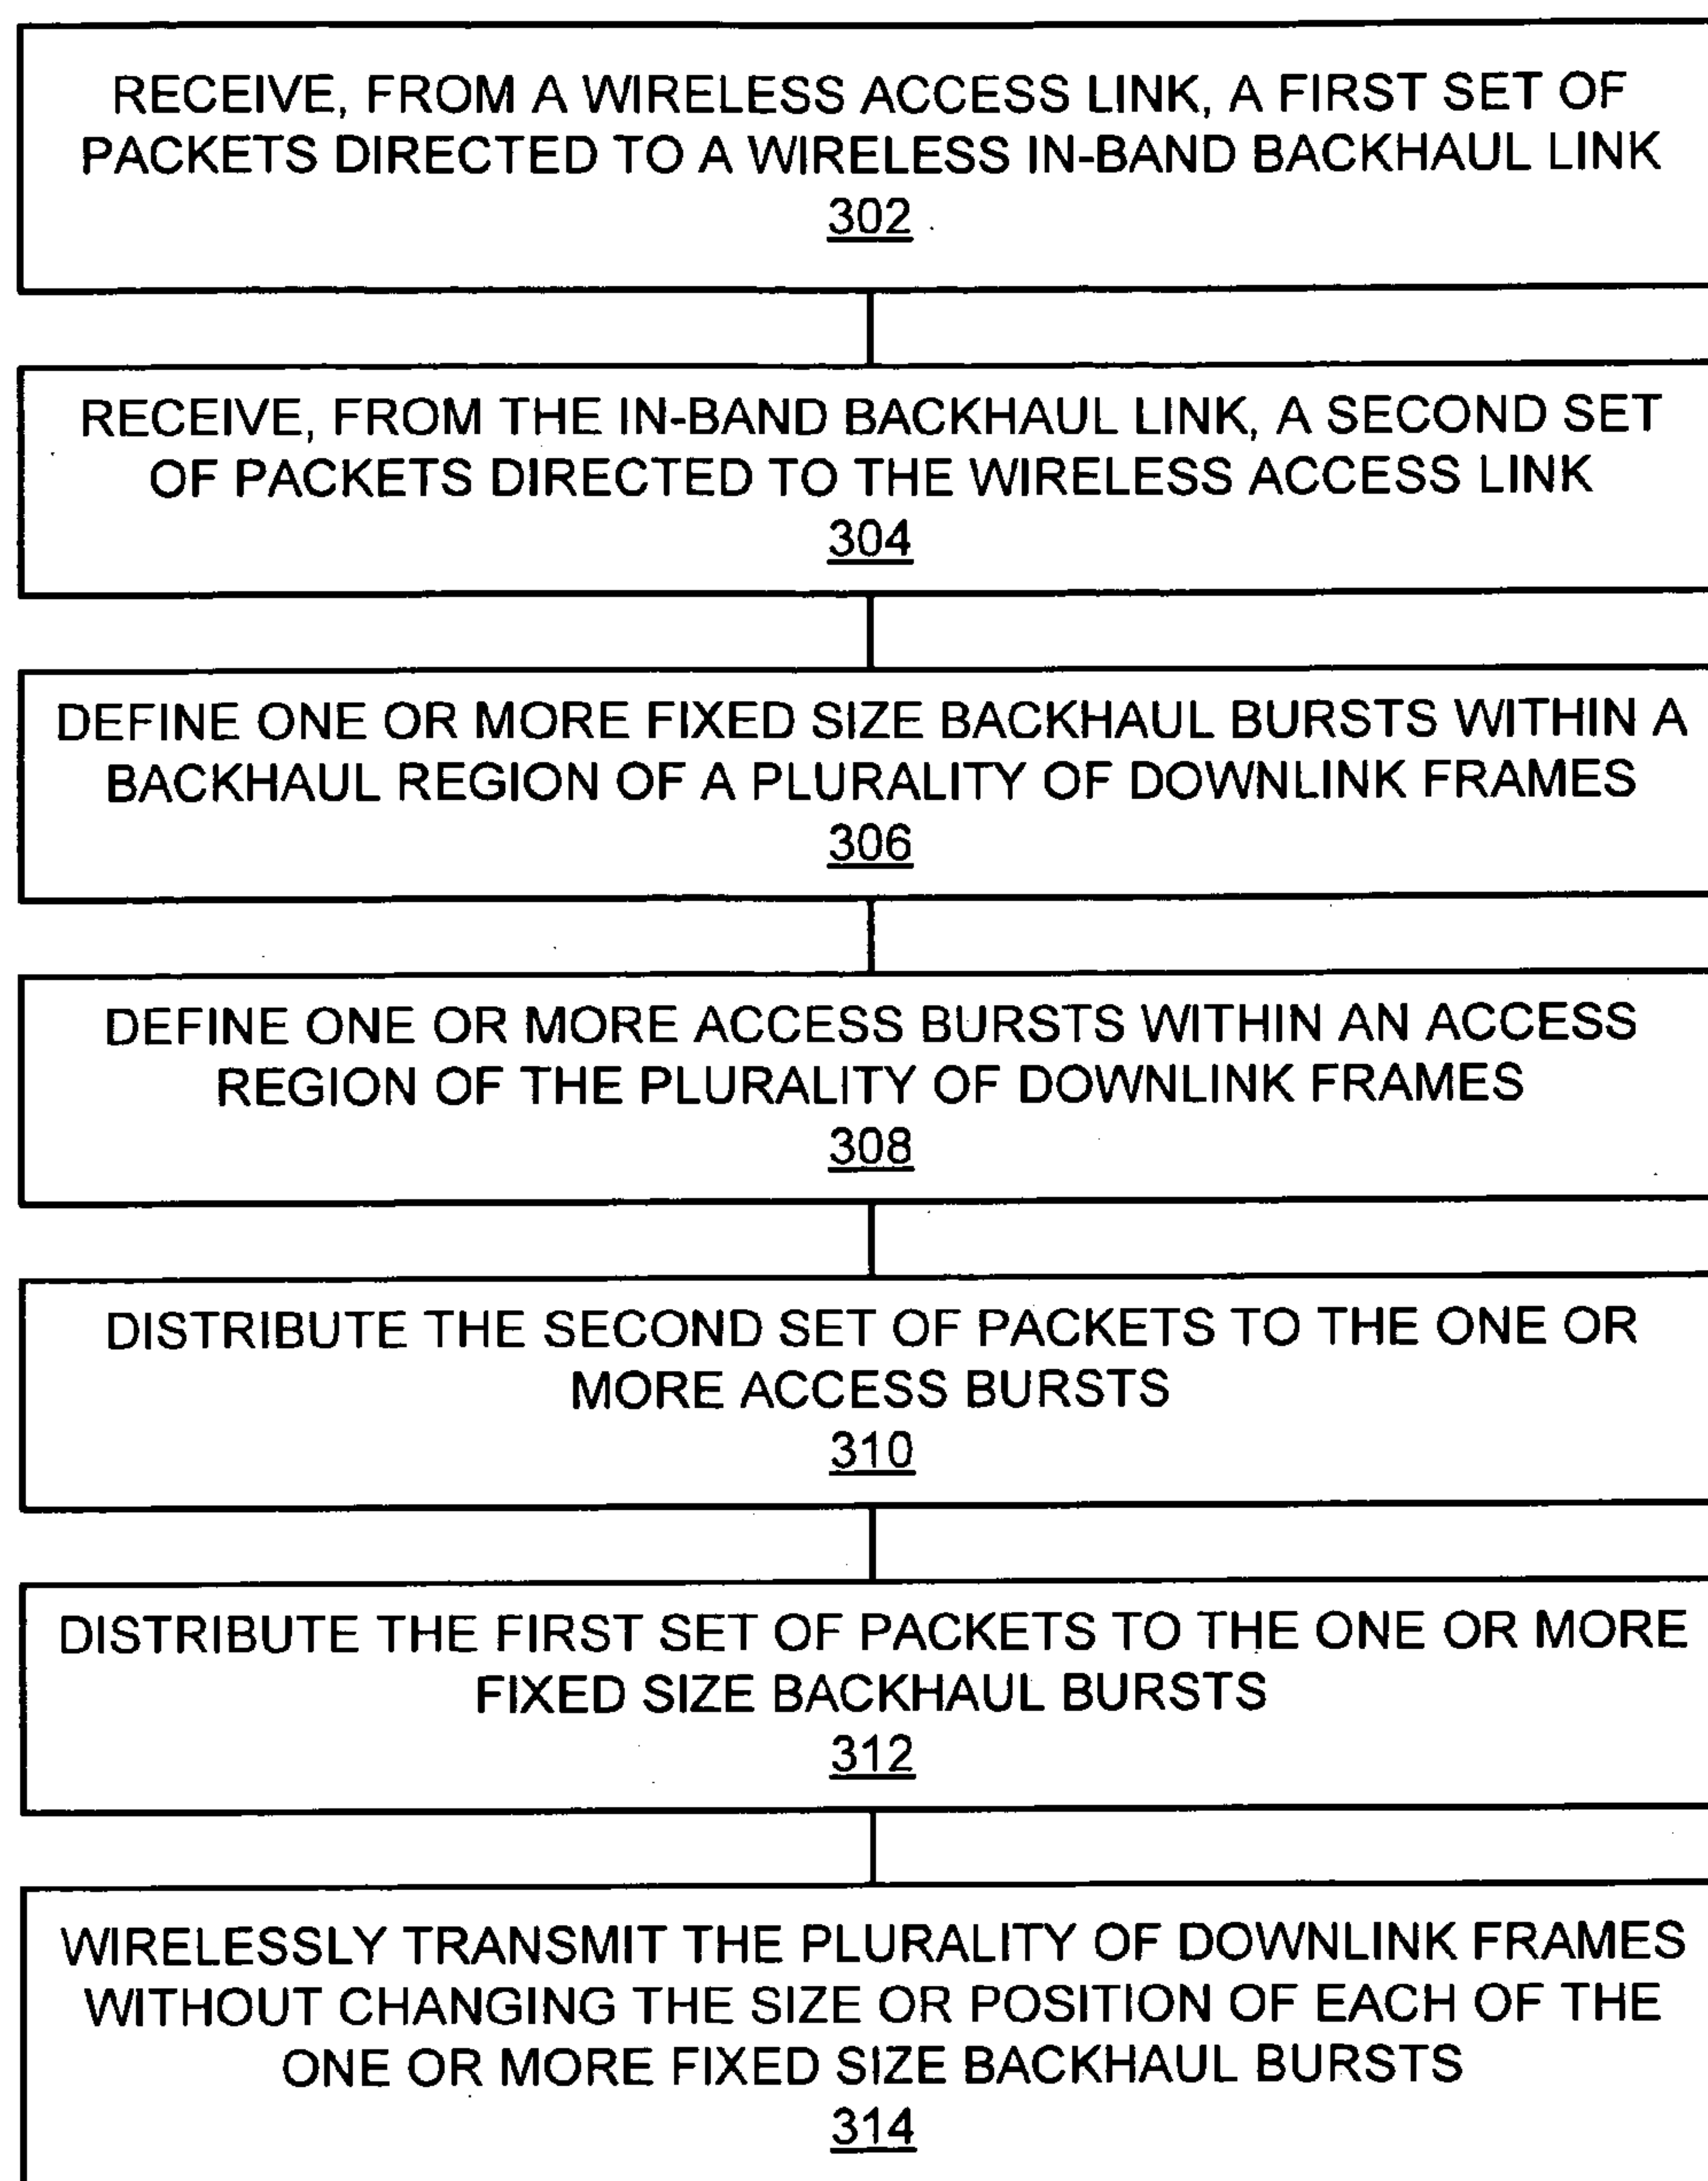 RECEIVE, FROM A WIRELESS ACCESS LINK, A FIRST SET OF
PACKETS DIRECTED TO A WIRELESS IN-BAND BACKHAUL LINK
302
RECEIVE, FROM THE IN-BAND BACKHAUL LINK, A SECOND SET
OF PACKETS DIRECTED TO THE WIRELESS ACCESS LINK
304
DEFINE ONE OR MORE FIXED SIZE BACKHAUL BURSTS WITHIN A
BACKHAUL REGION OF A PLURALITY OF DOWNLINK FRAMES
306
DEFINE ONE OR MORE ACCESS BURSTS WITHIN AN ACCESS
REGION OF THE PLURALITY OF DOWNLINK FRAMES
308
DISTRIBUTE THE SECOND SET OF PACKETS TO THE ONE OR
MORE ACCESS BURSTS
310
DISTRIBUTE THE FIRST SET OF PACKETS TO THE ONE OR MORE
FIXED SIZE BACKHAUL BURSTS
312
WIRELESSLY TRANSMIT THE PLURALITY OF DOWNLINK FRAMES
WITHOUT CHANGING THE SIZE OR POSITION OF EACH OF THE
ONE OR MORE FIXED SIZE BACKHAUL BURSTS
314